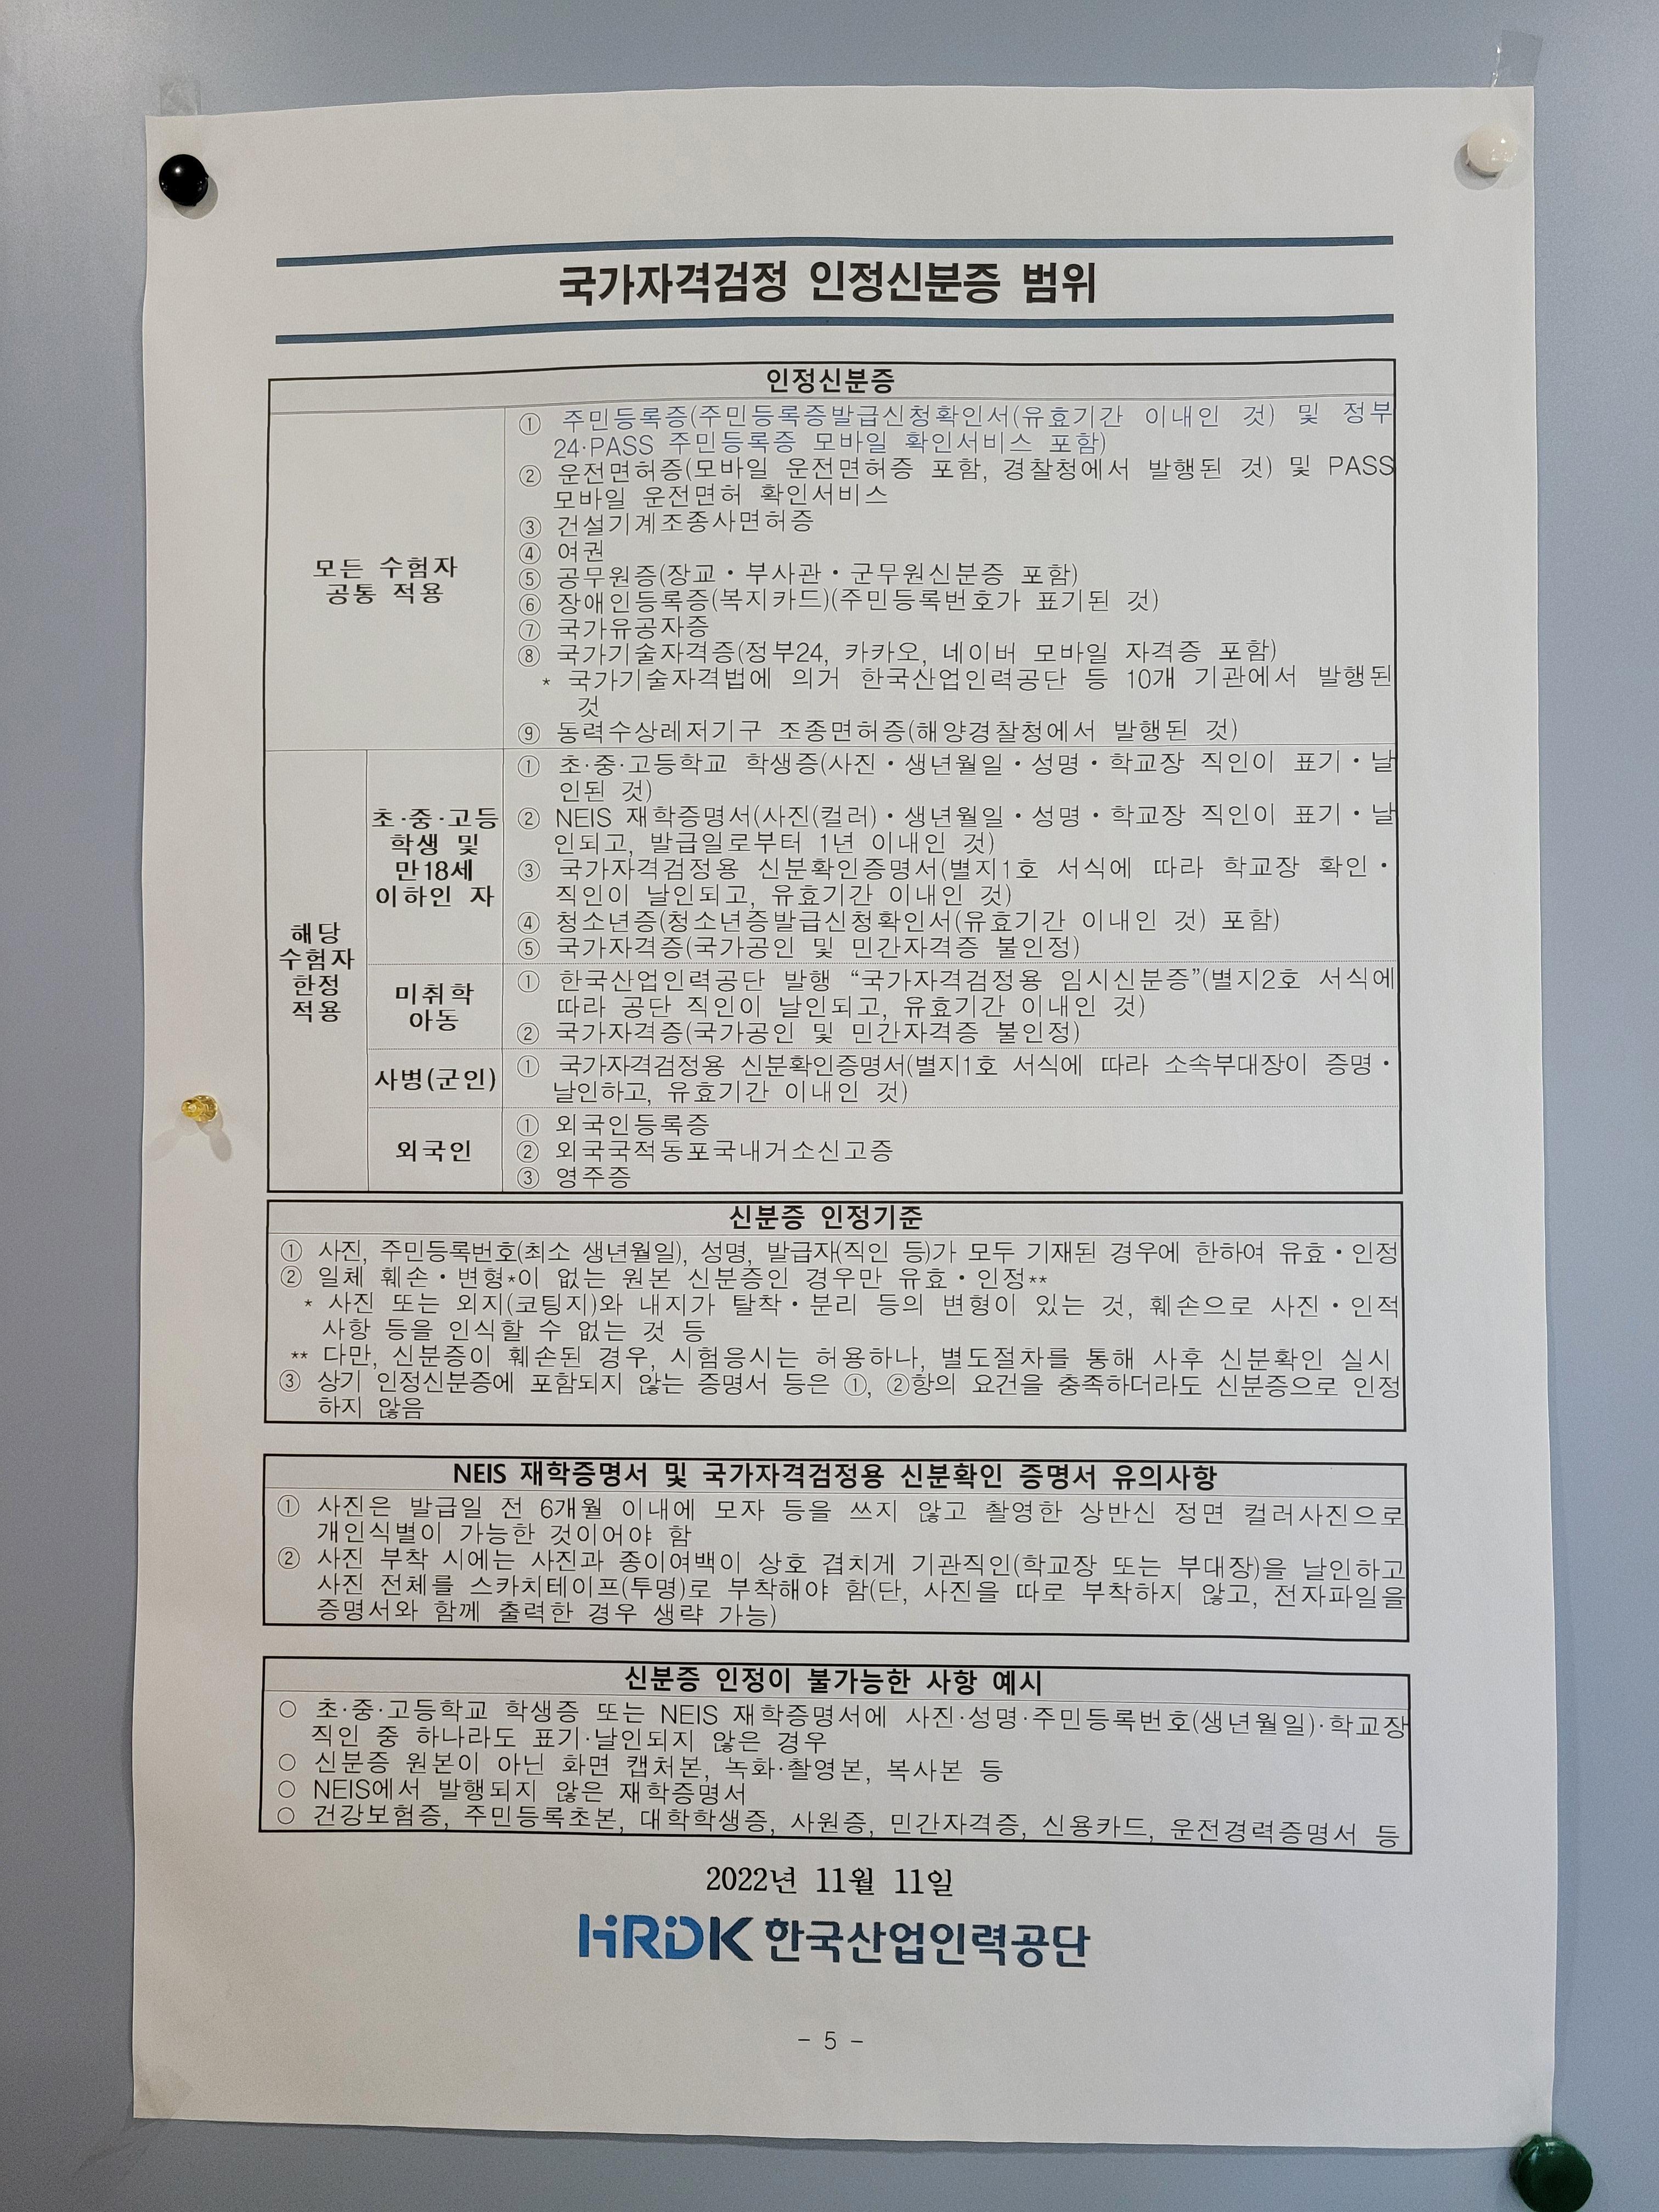 국가자격검정 인정신분증 범위
인정신분증
모든 수험자
공통 적용
① 주민등록증(주민등록증발급신청확인서(유효기간 이내인 것) 및 정부
24·PASS 주민등록증 모바일 확인서비스 포함)
② 운전면허증(모바일 운전면허증 포함, 경찰청에서 발행된 것) 및 PASS
모바일 운전면허 확인서비스
③ 건설기계조종사면허증
④ 여권
⑤ 공무원증(장교・부사관・군무원신분증 포함)
⑥ 장애인등록증(복지카드)(주민등록번호가 표기된 것)
⑦ 국가유공자증
⑧ 국가기술자격증(정부24, 카카오, 네이버 모바일 자격증 포함)
* 국가기술자격법에 의거 한국산업인력공단 등 10개 기관에서 발행된
것
⑨ 동력수상레저기구 조종면허증(해양경찰청에서 발행된 것)
해당
수험자
한정
적용
초·중·고등
학생 및
만18세
이하인 자
① 초·중·고등학교 학생증(사진・생년월일・성명・학교장 직인이 표기・날
인된 것)
② NEIS 재학증명서(사진(컬러)・생년월일・성명・학교장 직인이 표기・날
인되고, 발급일로부터 1년 이내인 것)
③ 국가자격검정용 신분확인증명서(별지1호 서식에 따라 학교장 확인・
직인이 날인되고, 유효기간 이내인 것)
④ 청소년증(청소년증발급신청확인서(유효기간 이내인 것) 포함)
⑤ 국가자격증(국가공인 및 민간자격증 불인정)
미취학
아동
① 한국산업인력공단 발행 “국가자격검정용 임시신분증”(별지2호 서식에
따라 공단 직인이 날인되고, 유효기간 이내인 것)
② 국가자격증(국가공인 및 민간자격증 불인정)
사병(군인)
① 국가자격검정용 신분확인증명서(별지1호 서식에 따라 소속부대장이 증명・
날인하고, 유효기간 이내인 것)
외국인
① 외국인등록증
② 외국국적동포국내거소신고증
③ 영주증
신분증 인정기준
① 사진, 주민등록번호(최소 생년월일), 성명, 발급자(직인 등)가 모두 기재된 경우에 한하여 유효・인정
② 일체 훼손・변형*이 없는 원본 신분증인 경우만 유효・인정**
* 사진 또는 외지(코팅지)와 내지가 탈착・분리 등의 변형이 있는 것, 훼손으로 사진・인적
사항 등을 인식할 수 없는 것 등
** 다만, 신분증이 훼손된 경우, 시험응시는 허용하나, 별도절차를 통해 사후 신분확인 실시
③ 상기 인정신분증에 포함되지 않는 증명서 등은 ①, ②항의 요건을 충족하더라도 신분증으로 인정
하지 않음
NEIS 재학증명서 및 국가자격검정용 신분확인 증명서 유의사항
① 사진은 발급일 전 6개월 이내에 모자 등을 쓰지 않고 촬영한 상반신 정면 컬러사진으로
개인식별이 가능한 것이어야 함
② 사진 부착 시에는 사진과 종이여백이 상호 겹치게 기관직인(학교장 또는 부대장)을 날인하고
사진 전체를 스카치테이프(투명)로 부착해야 함(단, 사진을 따로 부착하지 않고, 전자파일을
증명서와 함께 출력한 경우 생략 가능)
신분증 인정이 불가능한 사항 예시
○ 초·중·고등학교 학생증 또는 NEIS 재학증명서에 사진·성명·주민등록번호(생년월일)·학교장
직인 중 하나라도 표기·날인되지 않은 경우
○ 신분증 원본이 아닌 화면 캡처본, 녹화·촬영본, 복사본 등
○ NEIS에서 발행되지 않은 재학증명서
○ 건강보험증, 주민등록초본, 대학학생증, 사원증, 민간자격증, 신용카드, 운전경력증명서 등
2022년 11월 11일
HRDK 한국산업인력공단
- 5 -